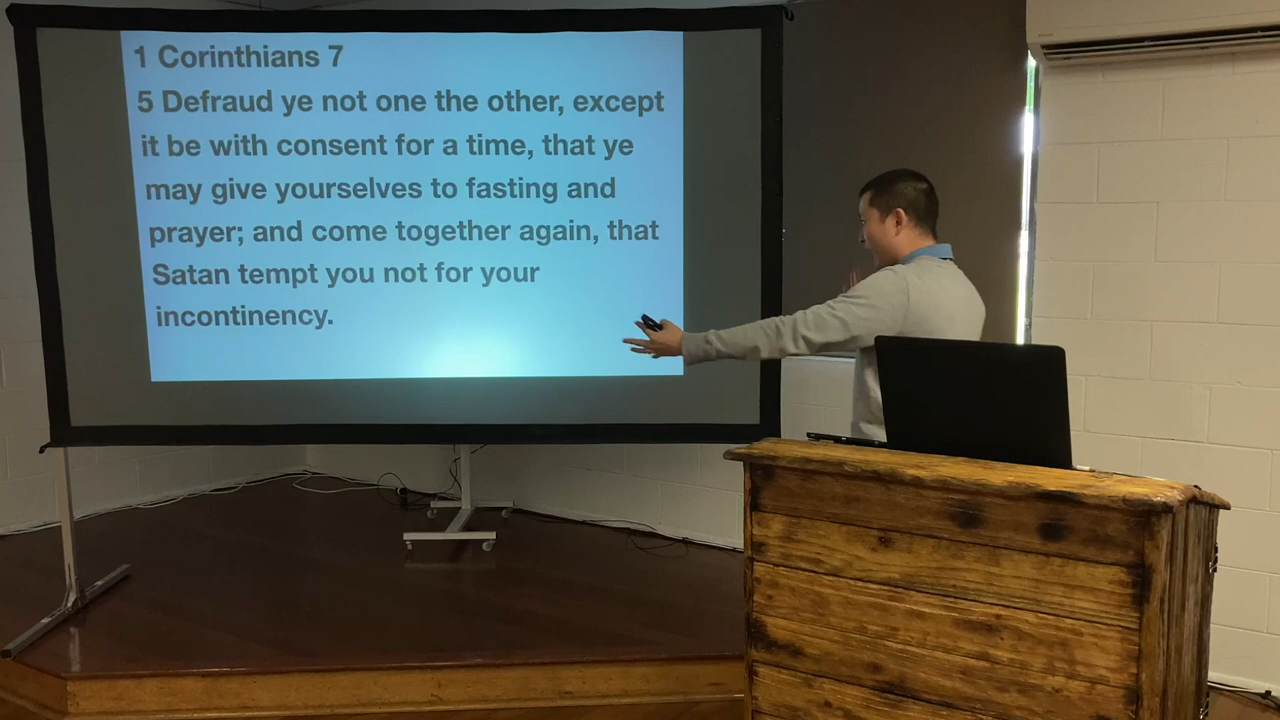 1 Corinthians 7
5 Defraud ye not one the other, except
it be with consent for a time, that ye
may give yourselves to fasting and
prayer; and come together again, that
Satan tempt you not for your
incontinency.